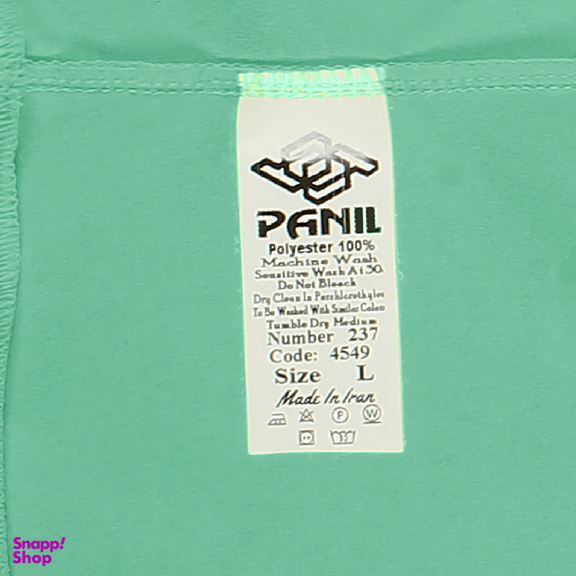 PANIL
Polyester 100%
Machine Wash
Sensitive Wash At 30
Do Not Bleach
Dry Clean In Perchlorethylen
To Be Washed With Similar Colors
Tumble Dry Medium
Number 237
Code: 4549
Size L
Made In Iran
P W
Snapp!
Shop